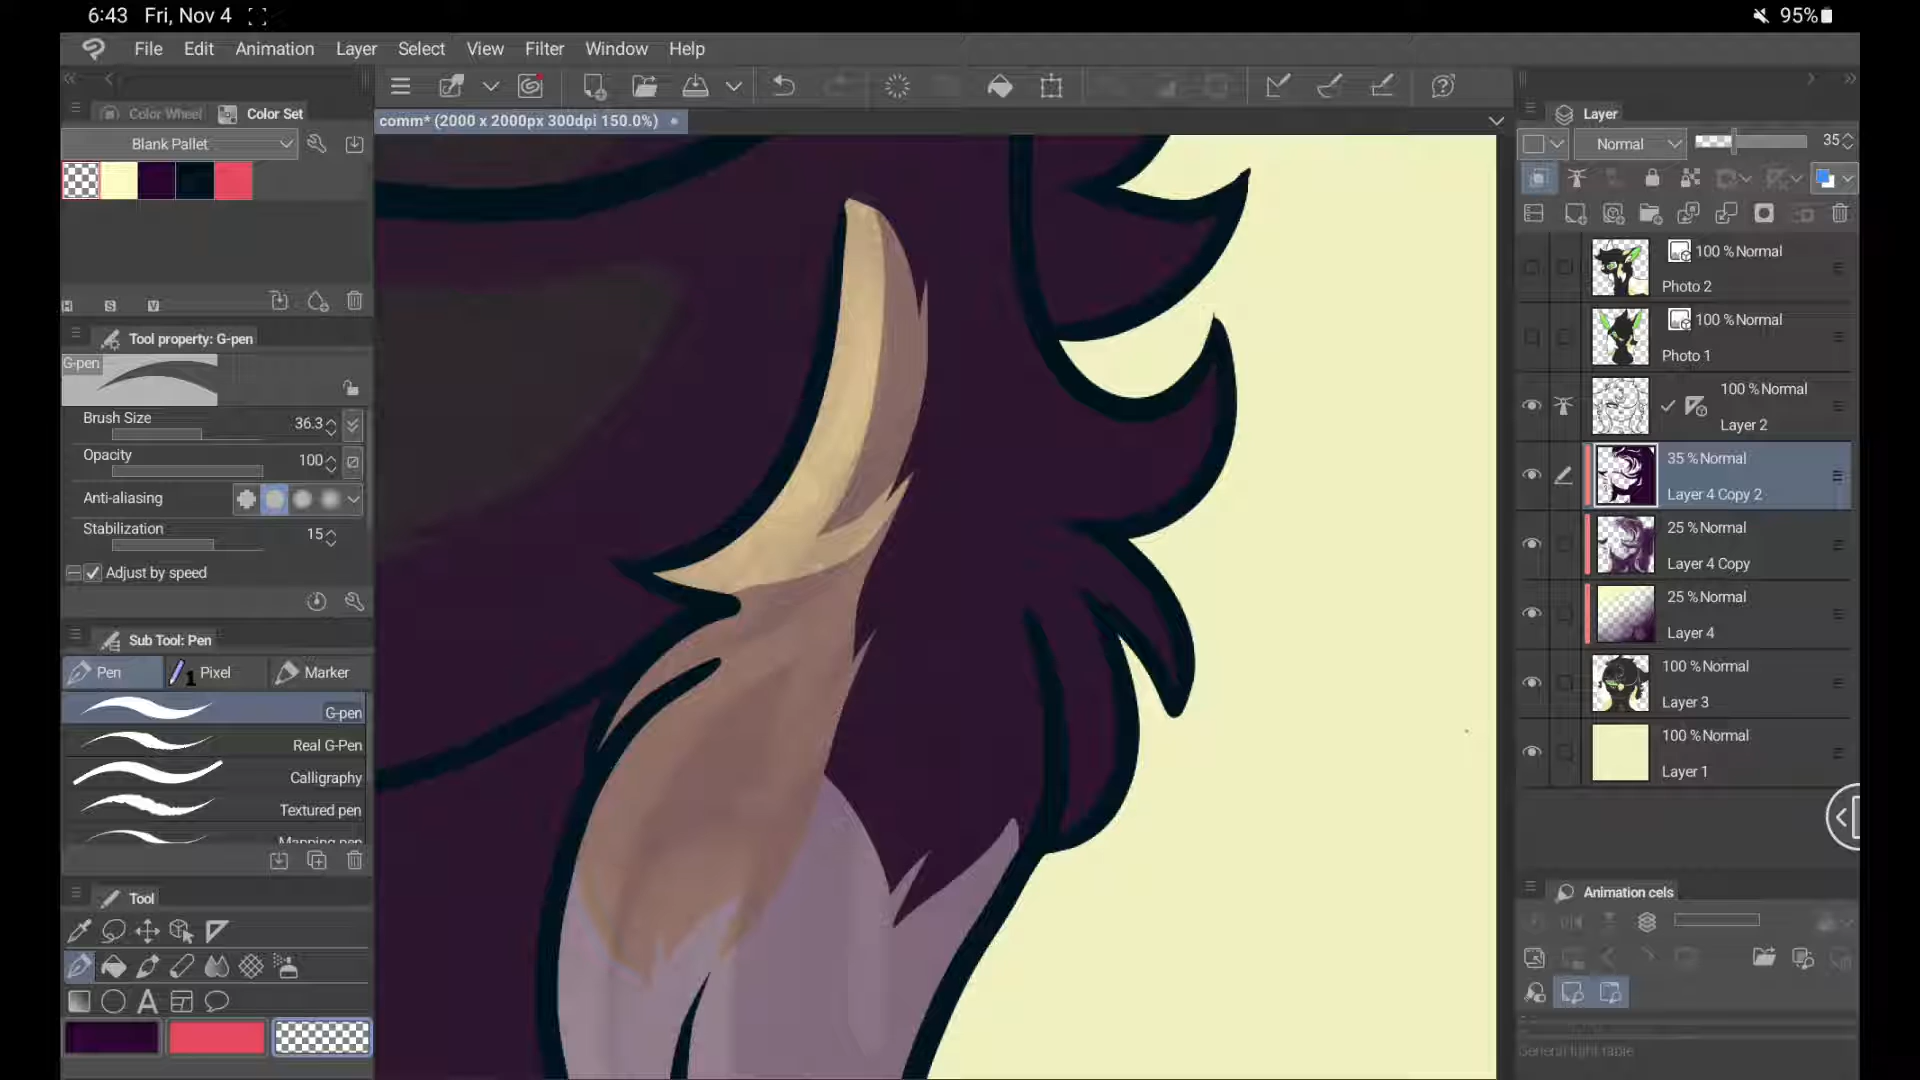 6:43 Fri, Nov 4 95%
File Edit Animation Layer Select View Filter Window Help
Color Wheel Color Set
Blank Pallet
H S V
Tool property: G-pen
G-pen
Brush Size 36.3
Opacity 100
Anti-aliasing
Stabilization 15
Adjust by speed
Sub Tool: Pen
Pen Pixel Marker
G-pen
Real G-Pen
Calligraphy
Textured pen
Mapping pen
Tool
comm* (2000 x 2000px 300dpi 150.0%)
Layer
Normal 35
100 %Normal
Photo 2
100 %Normal
Photo 1
100 %Normal
Layer 2
35 %Normal
Layer 4 Copy 2
25 %Normal
Layer 4 Copy
25 %Normal
Layer 4
100 %Normal
Layer 3
100 %Normal
Layer 1
Animation cels
General light table